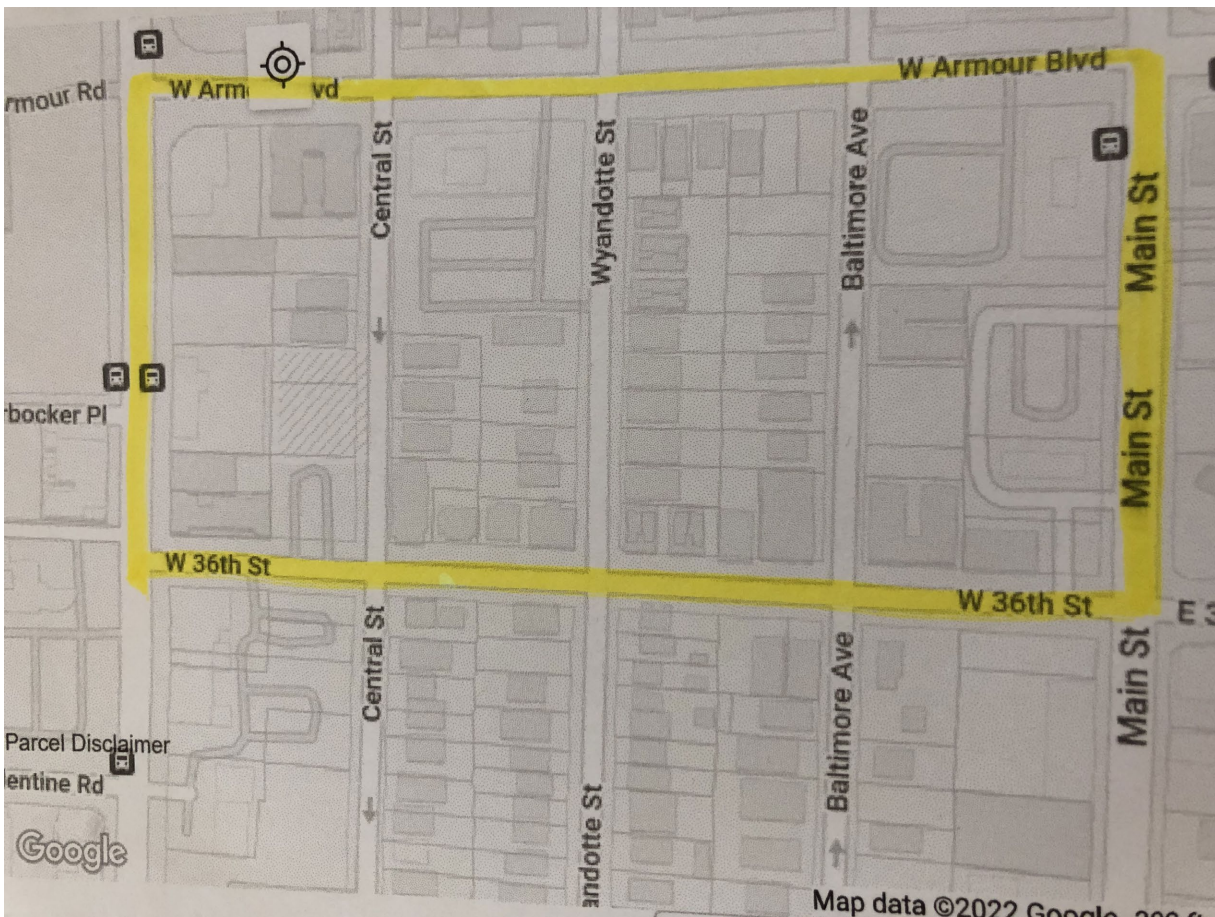 W Armour Blvd
rmour Rd
W Arm vd
Central St
Wyandotte St
Baltimore Ave
Main St
Main St
rbocker Pl
W 36th St
W 36th St
E 3
Central St
Baltimore Ave
Main St
Parcel Disclaimer
entine Rd
andotte St
Google
Map data ©2022 Google